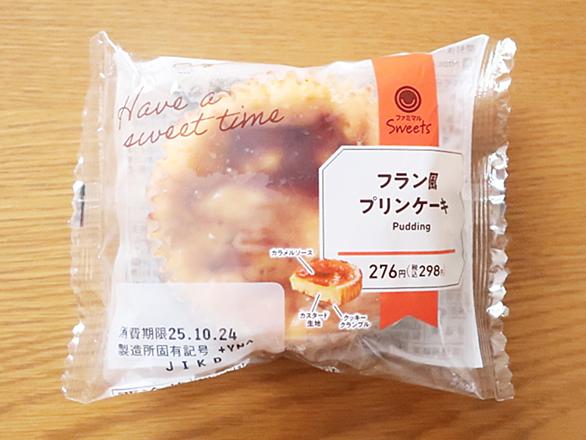 Have a
sweet time
ファミマル
Sweets
フラン風
プリンケーキ
Pudding
276円(税込298円)
カラメルソース
カスタード
生地
クッキー
クランブル
消費期限25.10.24
製造所固有記号 +YN
JIKD